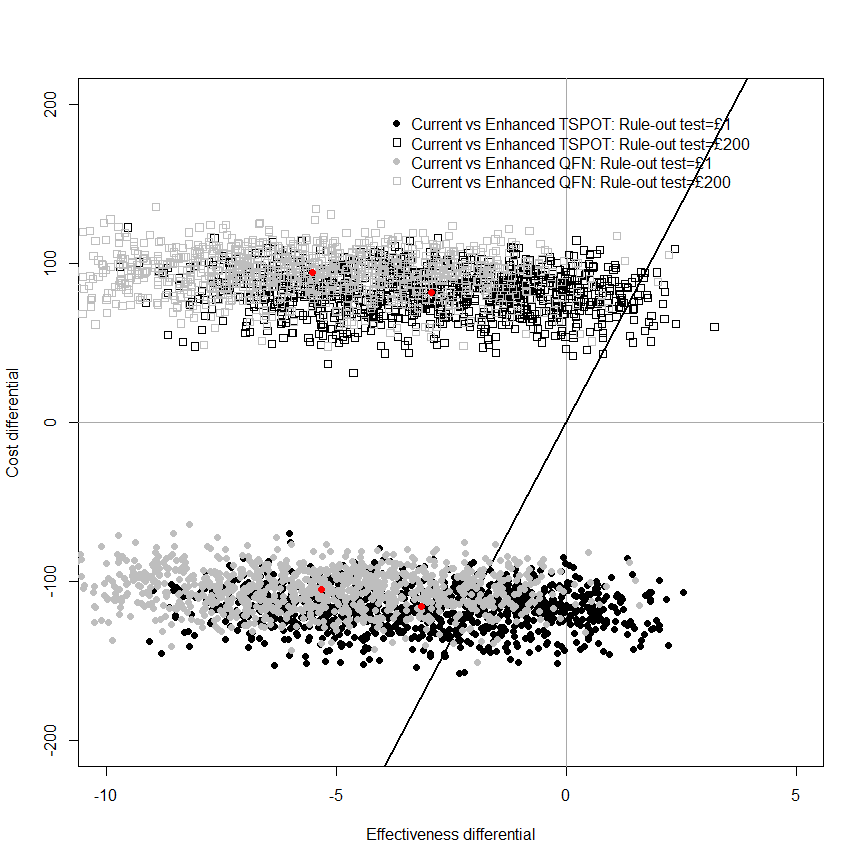 Current vs Enhanced TSPOT: Rule-out test=£1
Current vs Enhanced TSPOT: Rule-out test=£200
Current vs Enhanced QFN: Rule-out test=£1
Current vs Enhanced QFN: Rule-out test=£200
200
100
0
-100
-200
Cost differential
-10
-5
0
5
Effectiveness differential